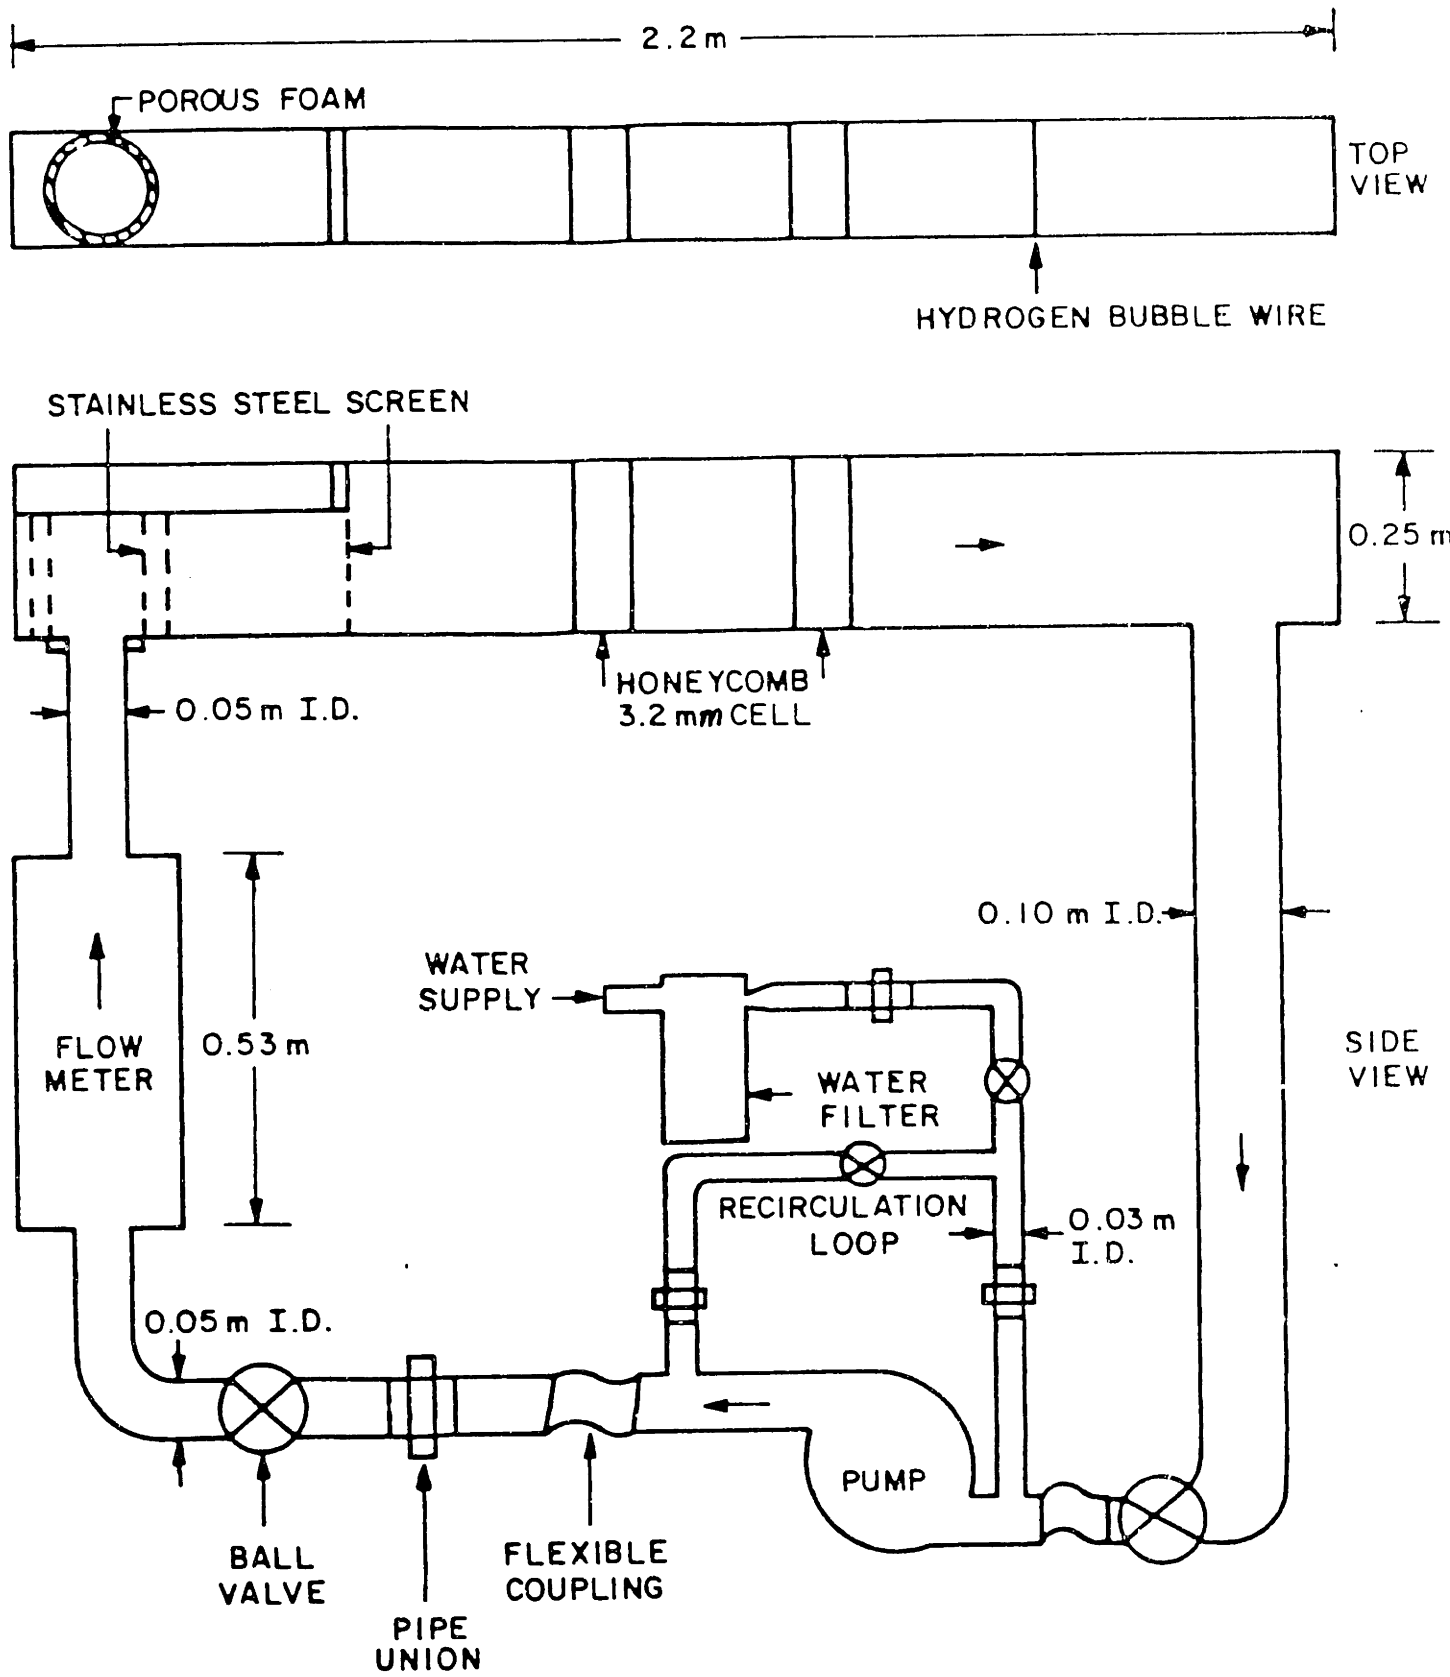 2.2 m
POROUS FOAM
TOP
VIEW
HYDROGEN BUBBLE WIRE
STAINLESS STEEL SCREEN
0.25 m
HONEYCOMB
3.2 mm CELL
0.05 m I.D.
0.10 m I.D.
WATER
SUPPLY
FLOW
METER
0.53 m
SIDE
VIEW
WATER
FILTER
RECIRCULATION
LOOP
0.03 m
I.D.
0.05 m I.D.
PUMP
BALL
VALVE
FLEXIBLE
COUPLING
PIPE
UNION